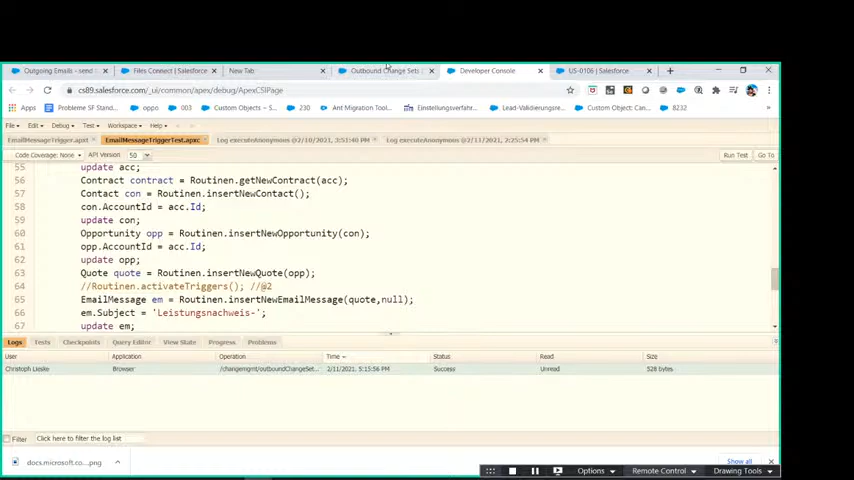 Outgoing Emails - send
Files Connect | Salesforce
New Tab
Outbound Change Sets
Developer Console
US-0106 | Salesforce
cs89.salesforce.com/_ui/common/apex/debug/ApexCSIPage
Apps
Probleme SF Stand...
oppo
Custom Objects – S...
230
Ant Migration Tool...
Einstellungsverfahr...
Lead-Validierungsre...
Custom Object: Can...
8232
File
Edit
Debug
Test
Workspace
Help
EmailMessageTrigger.apxt
EmailMessageTriggerTest.apxc
Log executeAnonymous @2/10/2021, 3:51:40 PM
Log executeAnonymous @2/11/2021, 2:25:54 PM
Code Coverage: None
API Version
50
Run Test
Go To
55 update acc;
56 Contract contract = Routinen.getNewContract(acc);
57 Contact con = Routinen.insertNewContact();
58 con.AccountId = acc.Id;
59 update con;
60 Opportunity opp = Routinen.insertNewOpportunity(con);
61 opp.AccountId = acc.Id;
62 update opp;
63 Quote quote = Routinen.insertNewQuote(opp);
64 //Routinen.activateTriggers(); //@2
65 EmailMessage em = Routinen.insertNewEmailMessage(quote,null);
66 em.Subject = 'Leistungsnachweis-';
67 update em;
Logs
Tests
Checkpoints
Query Editor
View State
Progress
Problems
User
Application
Operation
Time
Status
Read
Size
Christoph Lieske
Browser
/changemgmt/outboundChangeSet...
2/11/2021, 5:15:56 PM
Success
Unread
528 bytes
Filter
Click here to filter the log list
docs.microsoft.co...png
Show all
Options
Remote Control
Drawing Tools